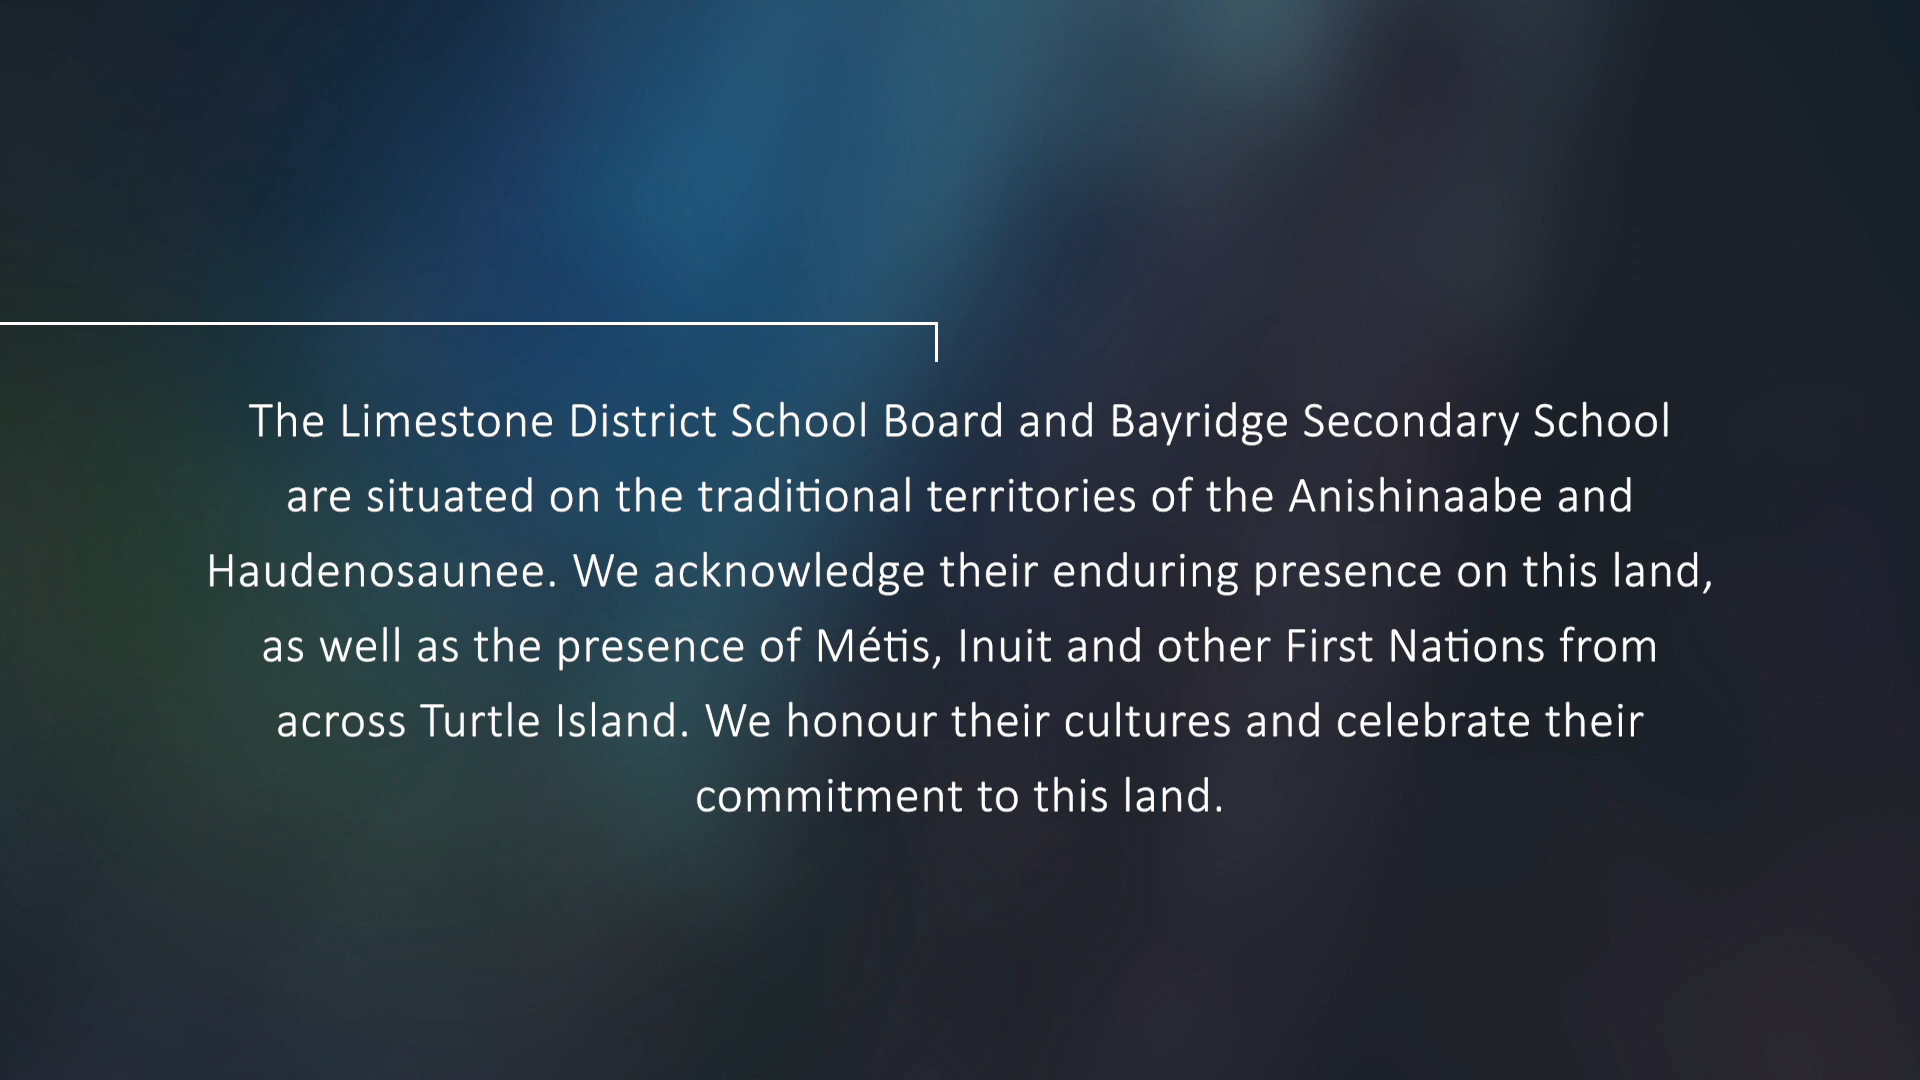 The Limestone District School Board and Bayridge Secondary School
are situated on the traditional territories of the Anishinaabe and
Haudenosaunee. We acknowledge their enduring presence on this land,
as well as the presence of Métis, Inuit and other First Nations from
across Turtle Island. We honour their cultures and celebrate their
commitment to this land.